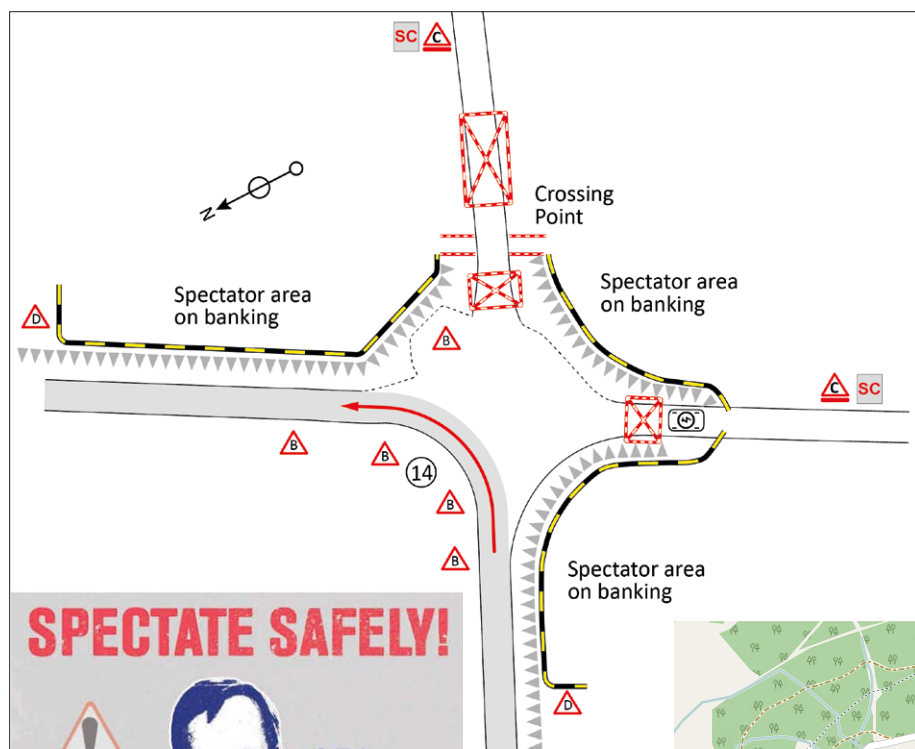 SC C
Crossing
Point
N
Spectator area
on banking
Spectator area
on banking
D
B
C SC
B
B
14
B
B
Spectator area
on banking
SPECTATE SAFELY!
D